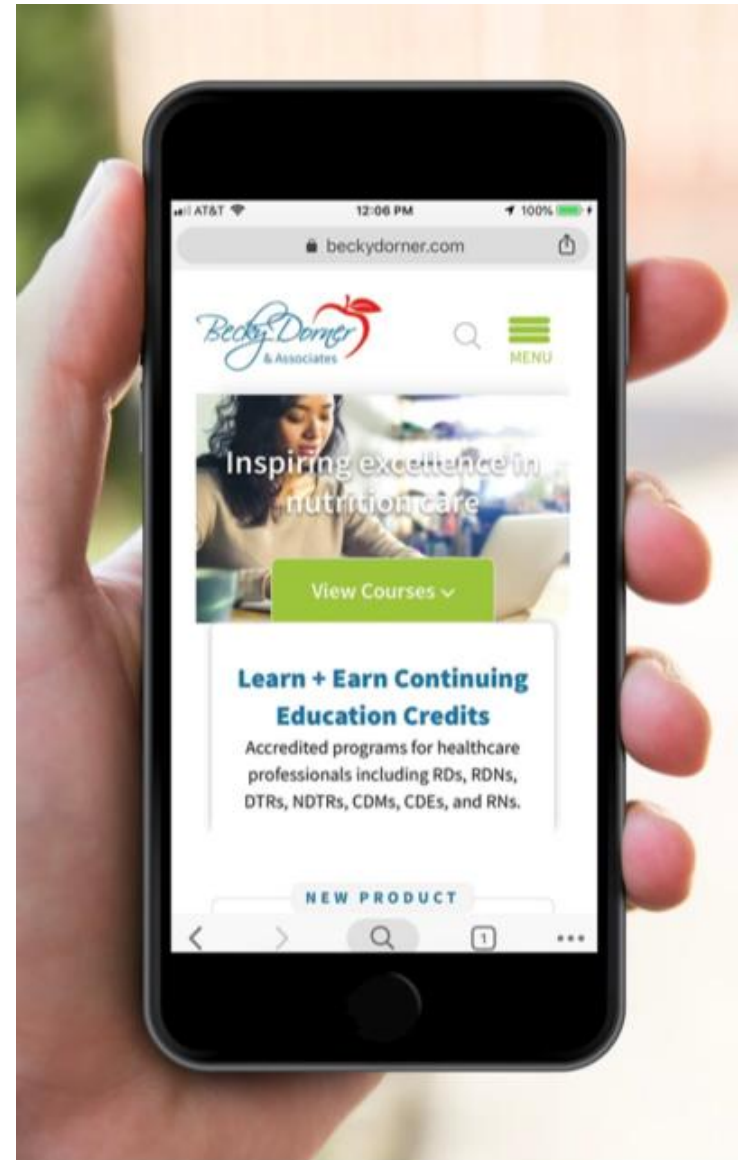 AT&T 12:06 PM 100%
beckydorner.com
Becky Dorner
& Associates
MENU
Inspiring excellence in
nutrition care
View Courses
Learn + Earn Continuing
Education Credits
Accredited programs for healthcare
professionals including RDs, RDNs,
DTRs, NDTRs, CDMs, CDEs, and RNs.
NEW PRODUCT
1